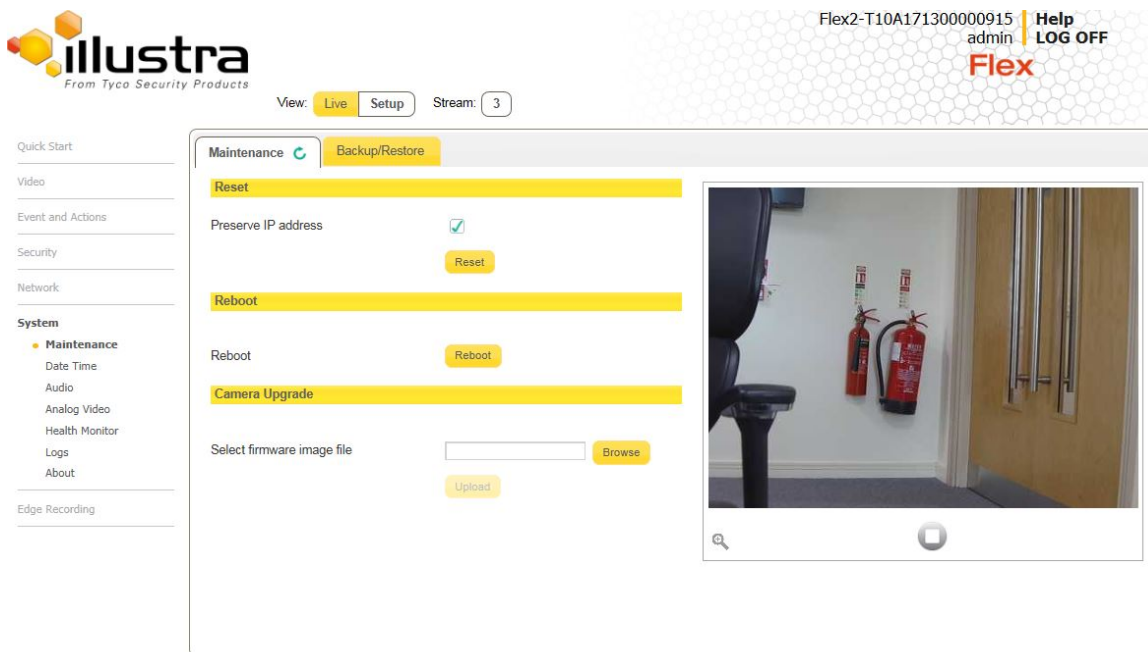 illustra
From Tyco Security Products
Flex2-T10A171300000915
Help
admin
LOG OFF
Flex
View: Live Setup Stream: 3
Quick Start
Video
Event and Actions
Security
Network
System
Maintenance
Date Time
Audio
Analog Video
Health Monitor
Logs
About
Edge Recording
Maintenance
Backup/Restore
Reset
Preserve IP address
Reset
Reboot
Reboot
Reboot
Camera Upgrade
Select firmware image file
Browse
Upload